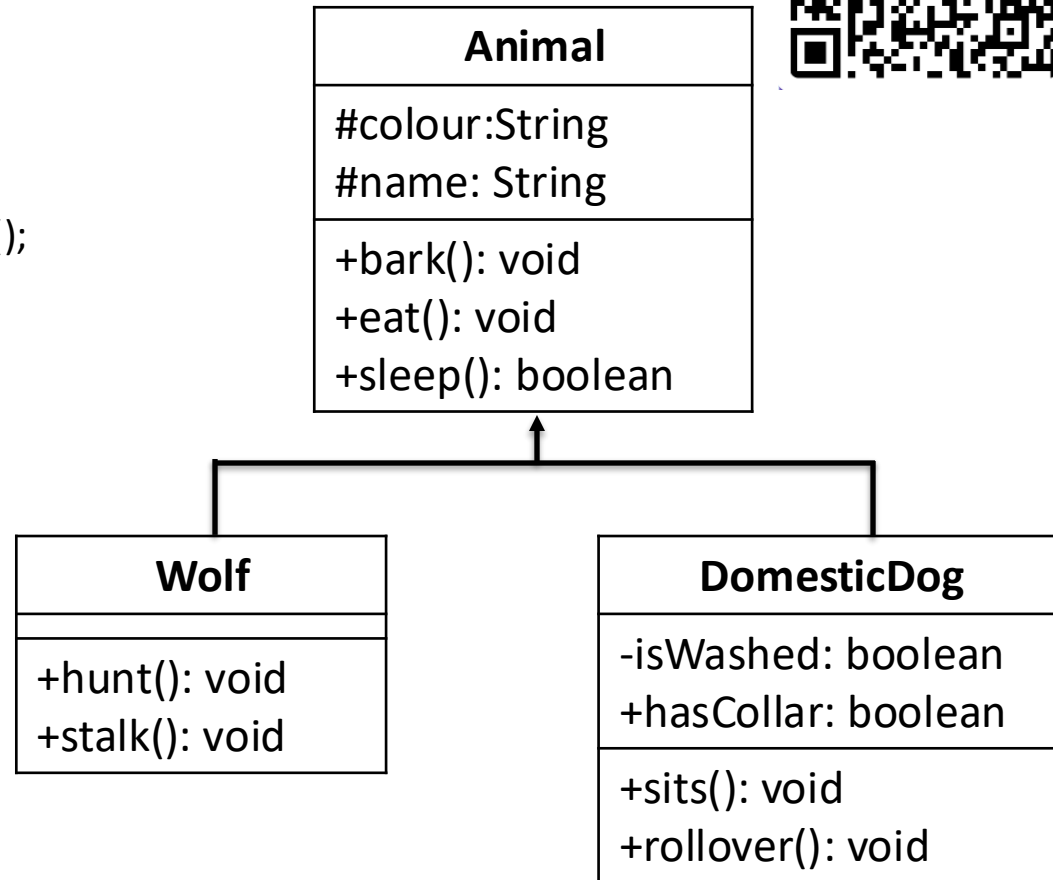 Animal
#colour:String
#name: String
();
+bark(): void
+eat(): void
+sleep(): boolean
Wolf
+hunt(): void
+stalk(): void
DomesticDog
-isWashed: boolean
+hasCollar: boolean
+sits(): void
+rollover(): void